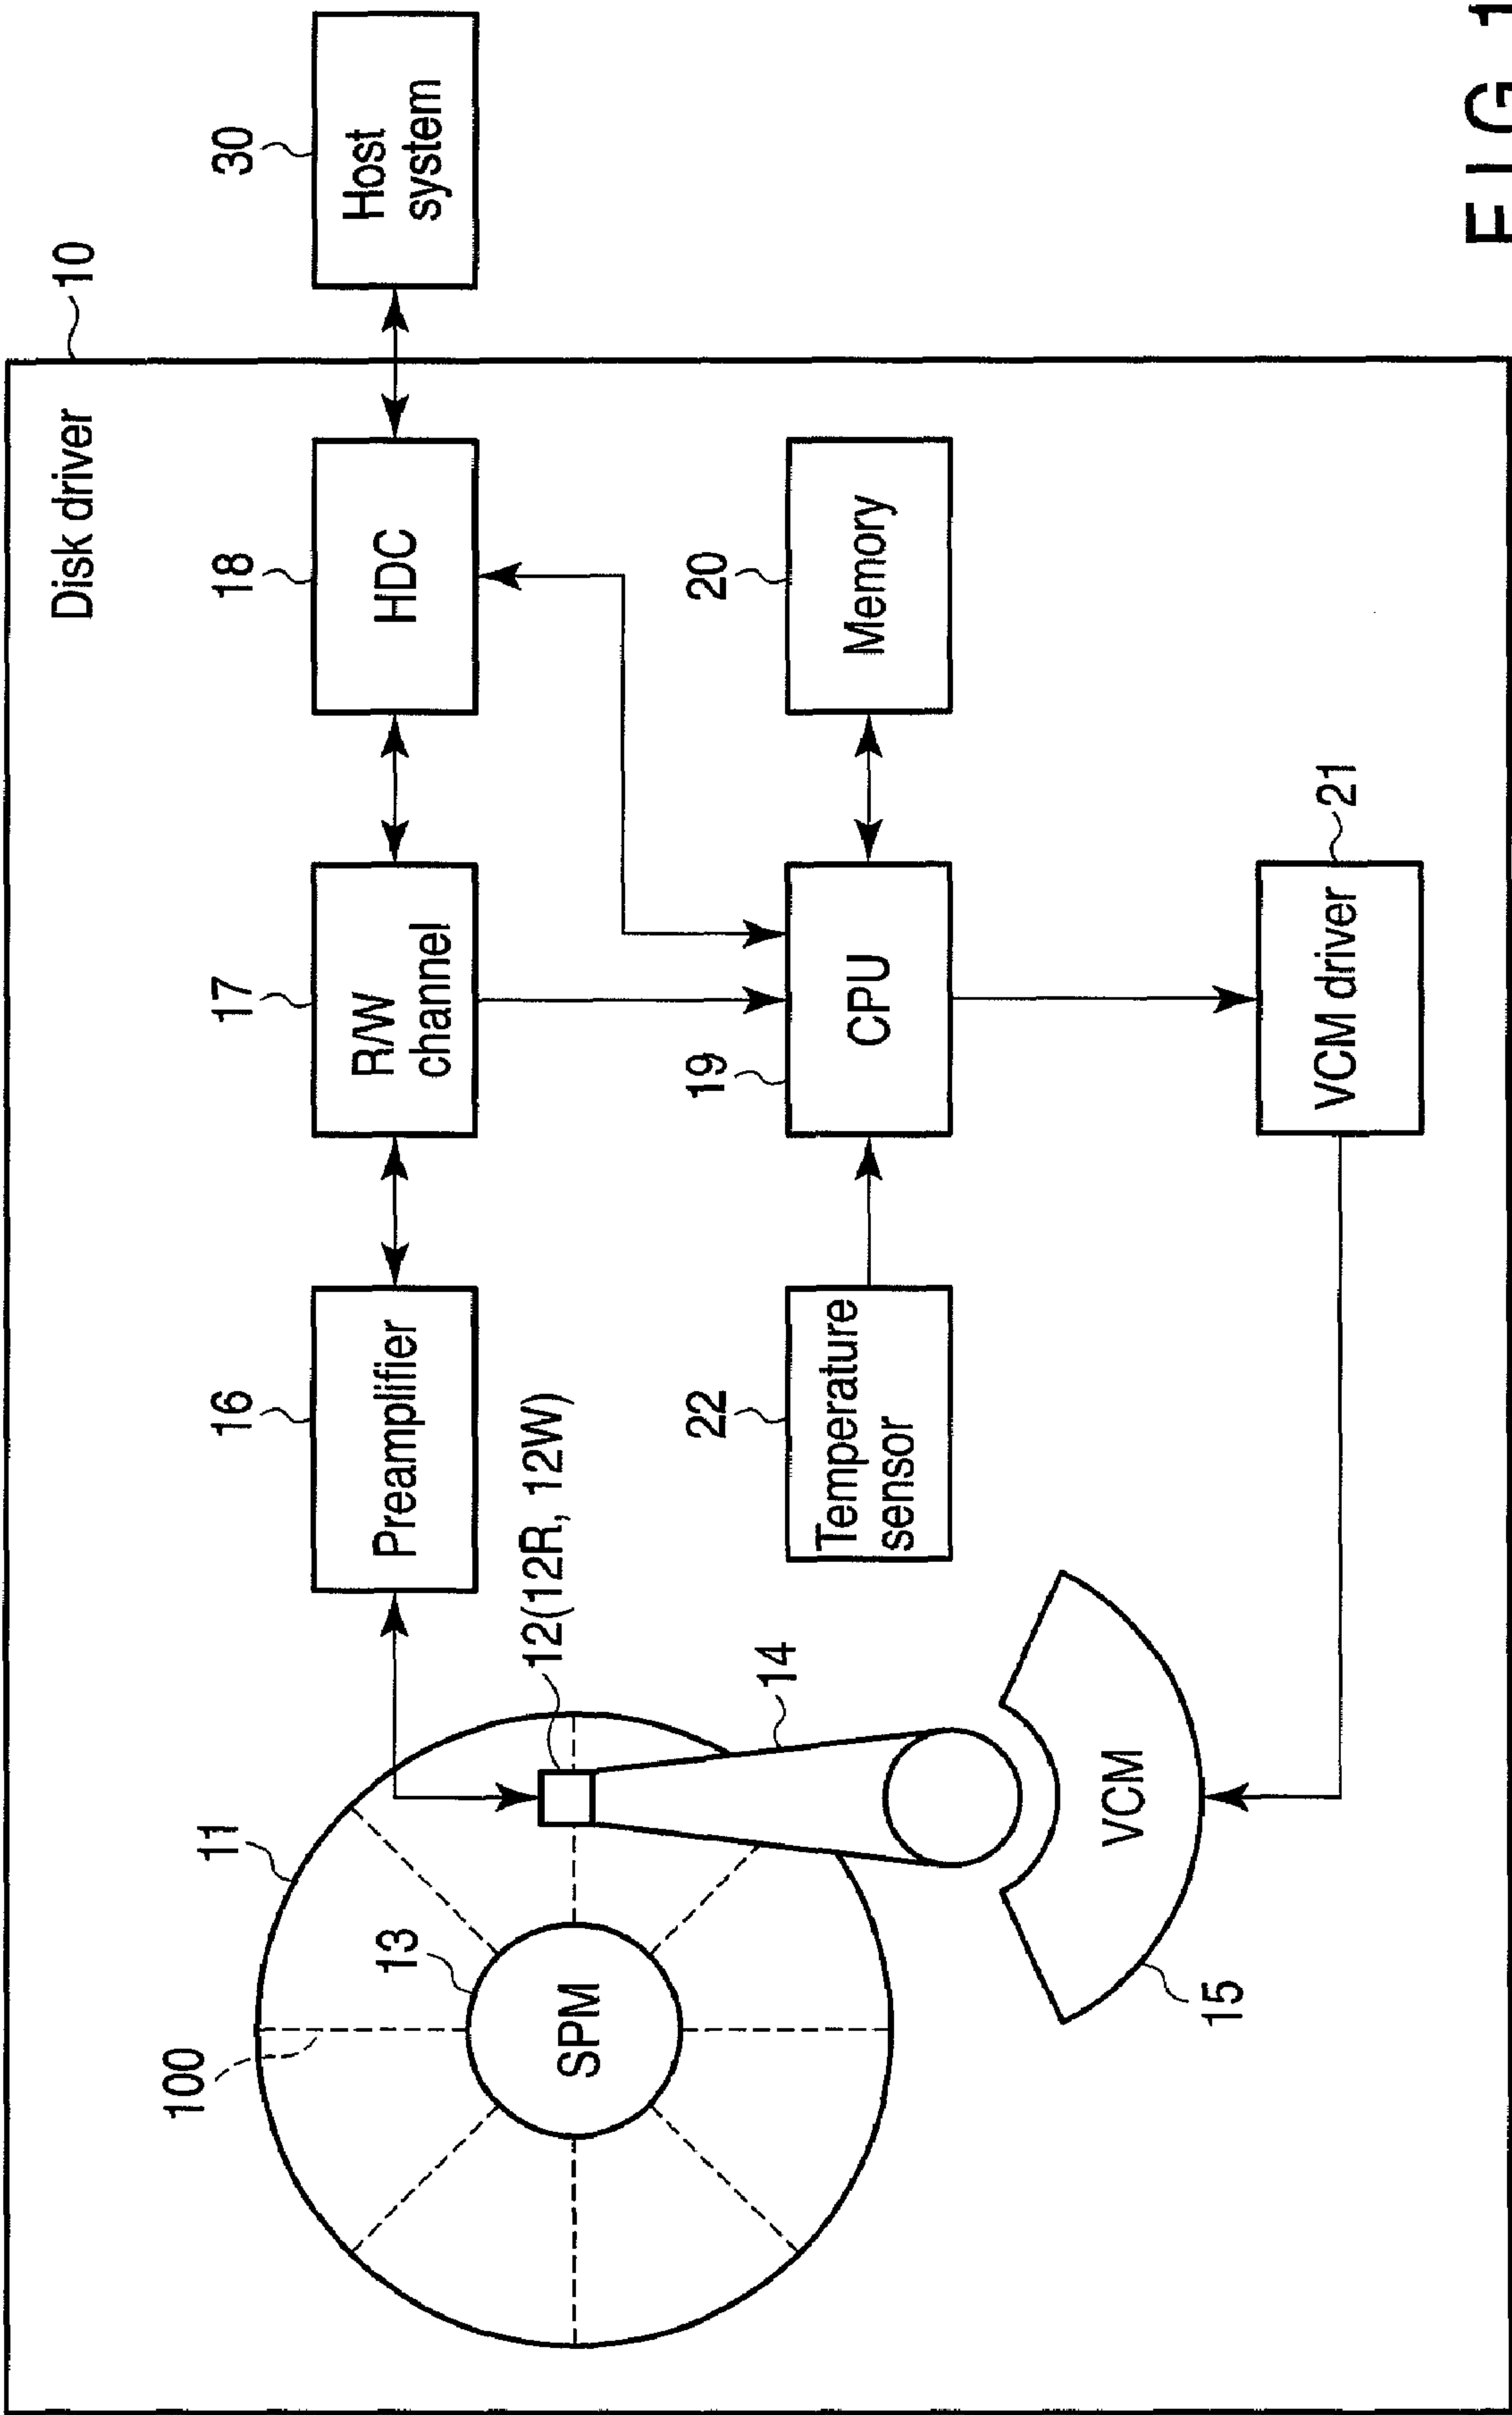 Disk driver
10
30
Host
system
18
HDC
17
R/W
channel
16
Preamplifier
11
100
13
SPM
12(12R, 12W)
14
VCM
15
22
Temperature
sensor
19
CPU
20
Memory
21
VCM driver
FIG. 1